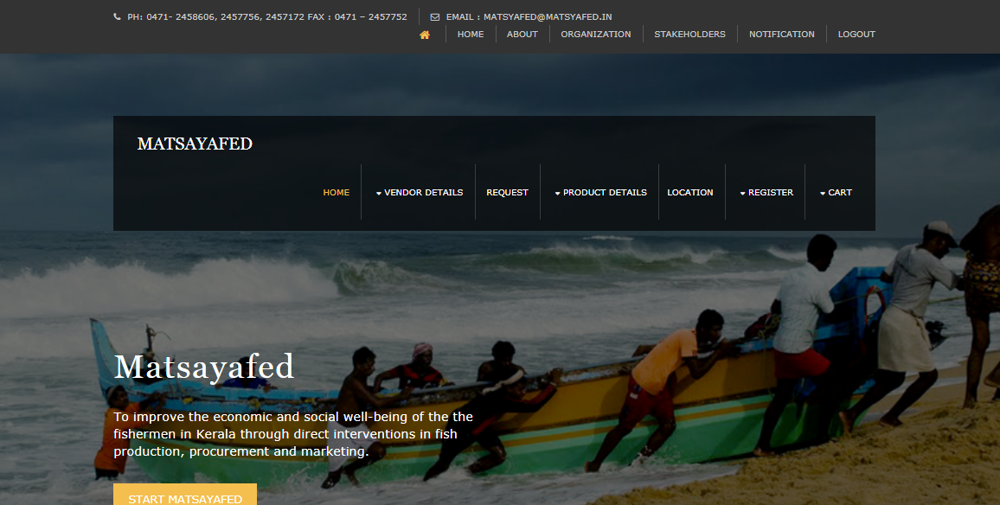 PH: 0471- 2458606, 2457756, 2457172 FAX : 0471 – 2457752 EMAIL : MATSYAFED@MATSYAFED.IN
HOME ABOUT ORGANIZATION STAKEHOLDERS NOTIFICATION LOGOUT
MATSAYAFED
HOME VENDOR DETAILS REQUEST PRODUCT DETAILS LOCATION REGISTER CART
Matsayafed
To improve the economic and social well-being of the the
fishermen in Kerala through direct interventions in fish
production, procurement and marketing.
START MATSAYAFED